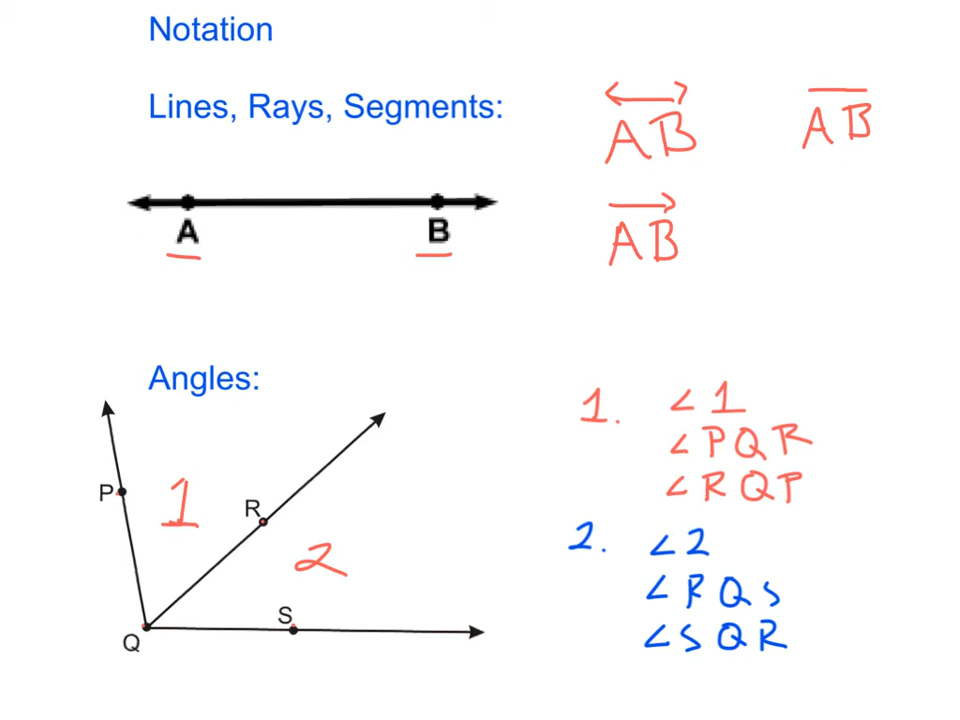 Notation
Lines, Rays, Segments:
A B
AB
AB
AB
Angles:
P
1
R
2
S
Q
1. ∠1
∠PQR
∠RQP
2. ∠2
∠RQS
∠SQR